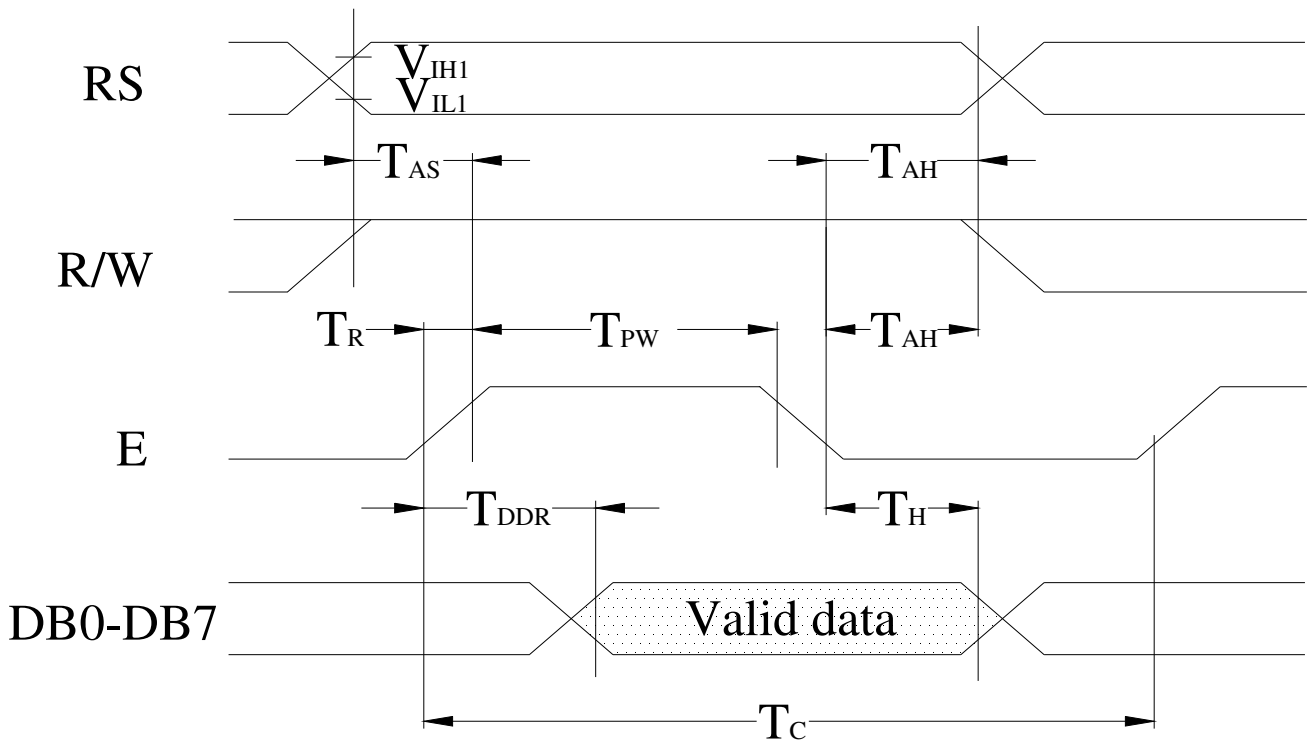 RS
VIH1
VIL1
TAS
TAH
R/W
TR
TPW
TAH
E
TDDR
TH
DB0-DB7
Valid data
TC